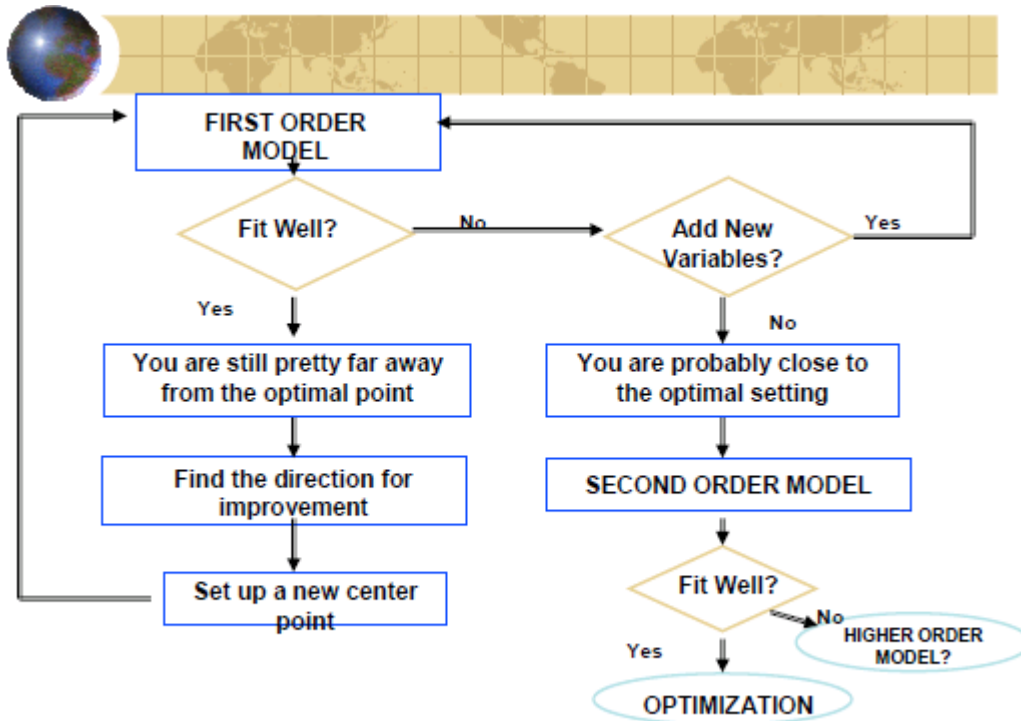 FIRST ORDER
MODEL
Fit Well?
No
Add New
Variables?
Yes
Yes
No
You are still pretty far away
from the optimal point
You are probably close to
the optimal setting
Find the direction for
improvement
SECOND ORDER MODEL
Set up a new center
point
Fit Well?
No
HIGHER ORDER
MODEL?
Yes
OPTIMIZATION